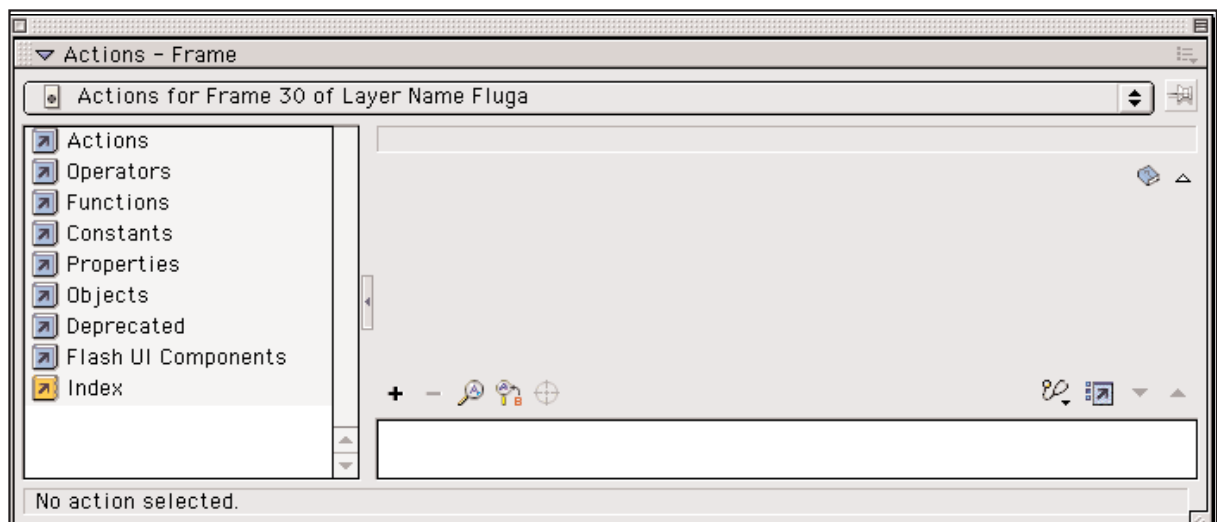 Actions - Frame
Actions for Frame 30 of Layer Name Fluga
Actions
Operators
Functions
Constants
Properties
Objects
Deprecated
Flash UI Components
Index
No action selected.